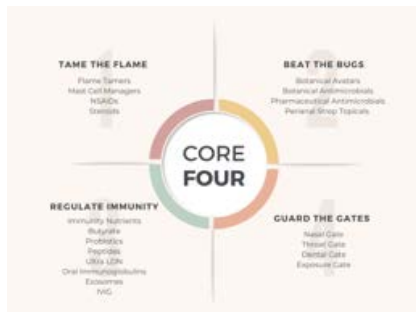 TAME THE FLAME
Flame Tamers
Mast Cell Managers
NSAIDs
Steroids
BEAT THE BUGS
Botanical Avatars
Botanical Antimicrobials
Pharmaceutical Antimicrobials
Perianal Strep Topicals
CORE
FOUR
REGULATE IMMUNITY
Immunity Nutrients
Butyrate
Probiotics
Peptides
Ultra LDN
Oral Immunoglobulins
Exosomes
IVIG
GUARD THE GATES
Nasal Gate
Throat Gate
Dental Gate
Exposure Gate